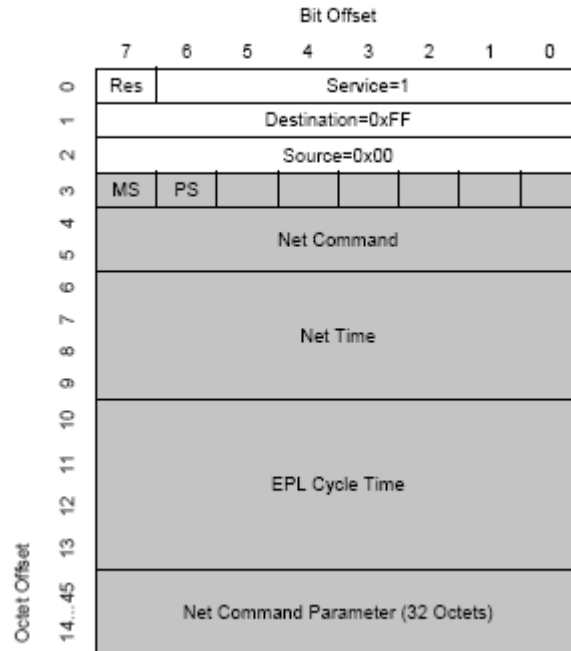 Bit Offset
7 6 5 4 3 2 1 0
0 Res Service=1
1 Destination=0xFF
2 Source=0x00
3 MS PS
4
Net Command
5
6
7
Net Time
8
9
10
11
EPL Cycle Time
12
13
14...45 Net Command Parameter (32 Octets)
Octet Offset